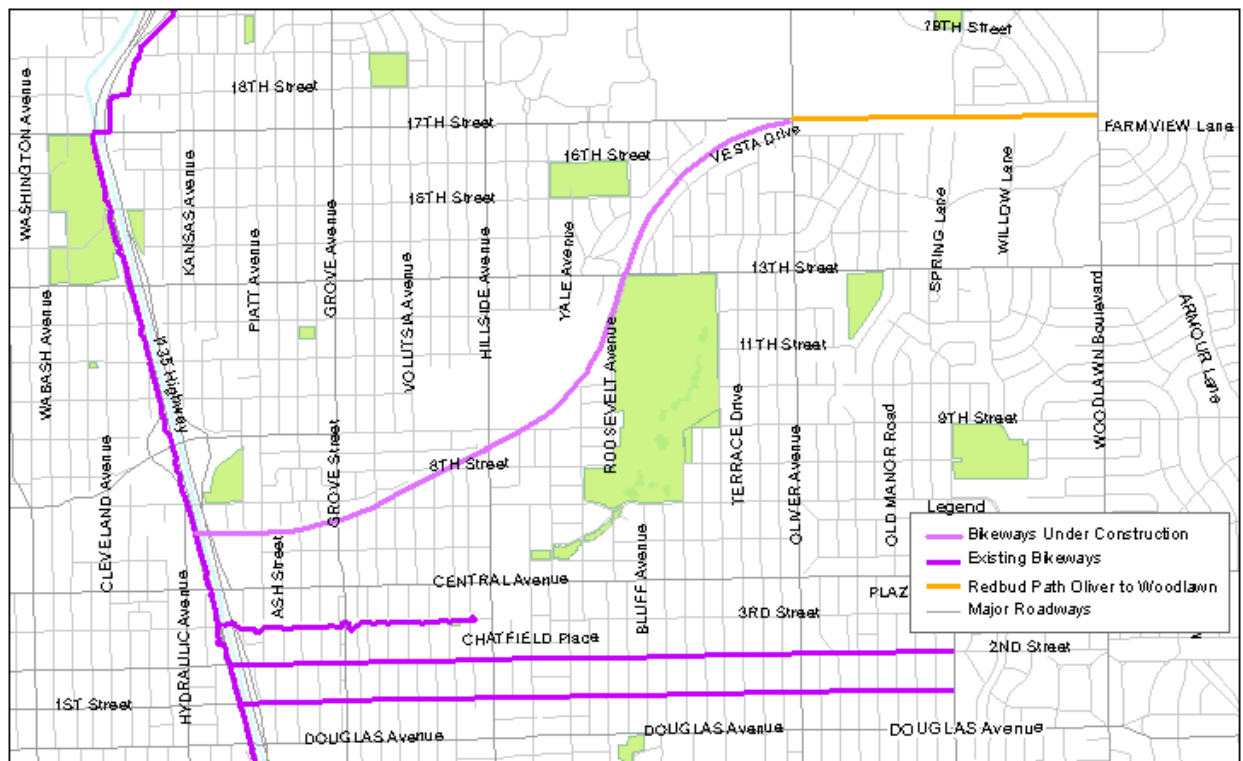 79TH Street
18TH Street
WASHINGTON Avenue
17TH Street
FARMVIEW Lane
VESTA Drive
16TH Street
15TH Street
KANSAS Avenue
PIATT Avenue
GROVE Avenue
VOLUTSIA Avenue
HILLSIDE Avenue
YALE Avenue
SPRING Lane
WILLOW Lane
13TH Street
WABASH Avenue
I-135 Highway
ROOSEVELT Avenue
11TH Street
WOODLAWN Boulevard
ARMOUR Lane
CLEVELAND Avenue
GROVE Street
8TH Street
TERRACE Drive
OLIVER Avenue
OLD MANOR Road
9TH Street
HYDRAULIC Avenue
ASH Street
CENTRAL Avenue
BLUFF Avenue
3RD Street
PLAZ
CHATFIELD Place
2ND Street
1ST Street
DOUGLAS Avenue
DOUGLAS Avenue
DOUGLAS Avenue
Legend
Bikeways Under Construction
Existing Bikeways
Redbud Path Oliver to Woodlawn
Major Roadways